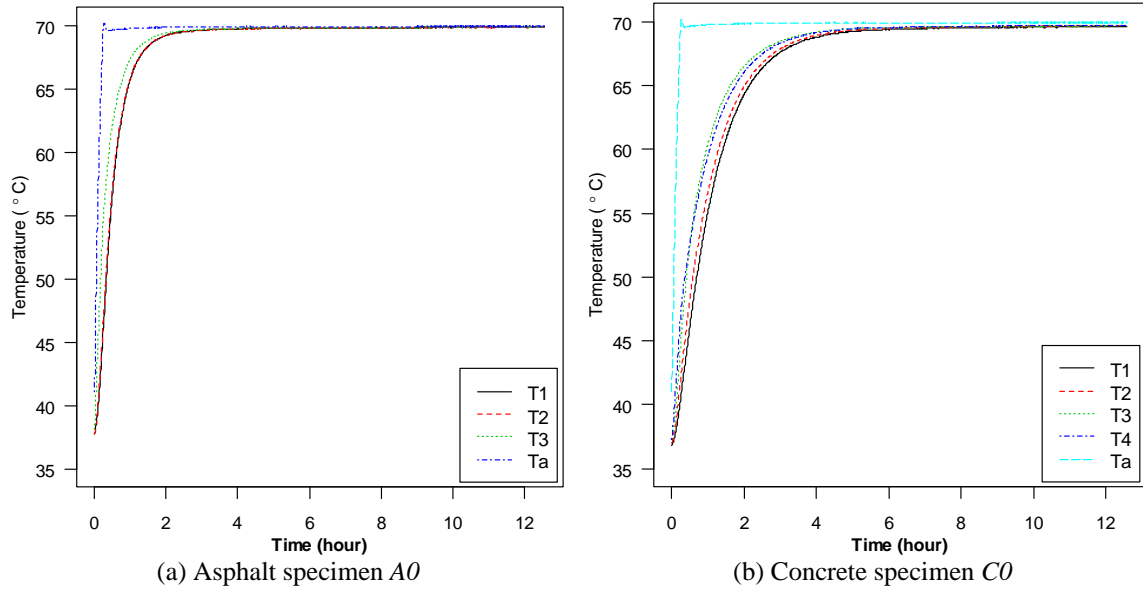 70
65
60
55
50
45
40
35
Temperature ( ° C)
T1
T2
T3
Ta
0 2 4 6 8 10 12
Time (hour)
(a) Asphalt specimen A0
70
65
60
55
50
45
40
35
Temperature ( ° C)
T1
T2
T3
T4
Ta
0 2 4 6 8 10 12
Time (hour)
(b) Concrete specimen C0